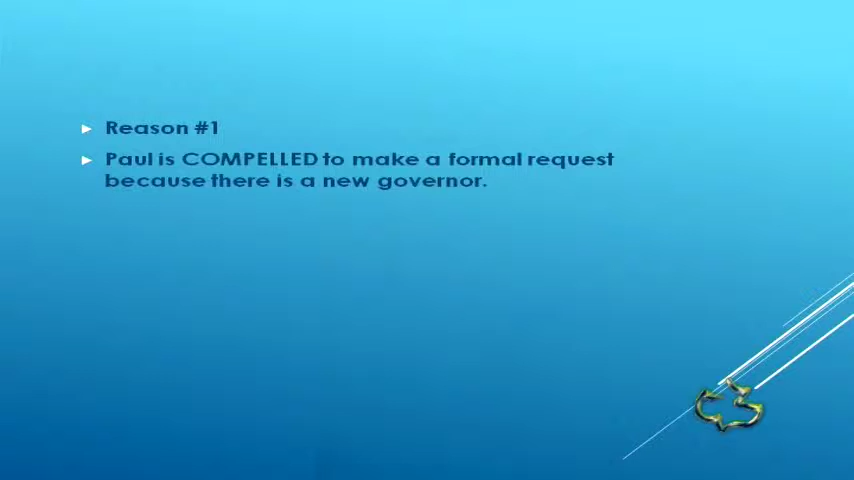 Reason #1
Paul is COMPELLED to make a formal request
because there is a new governor.